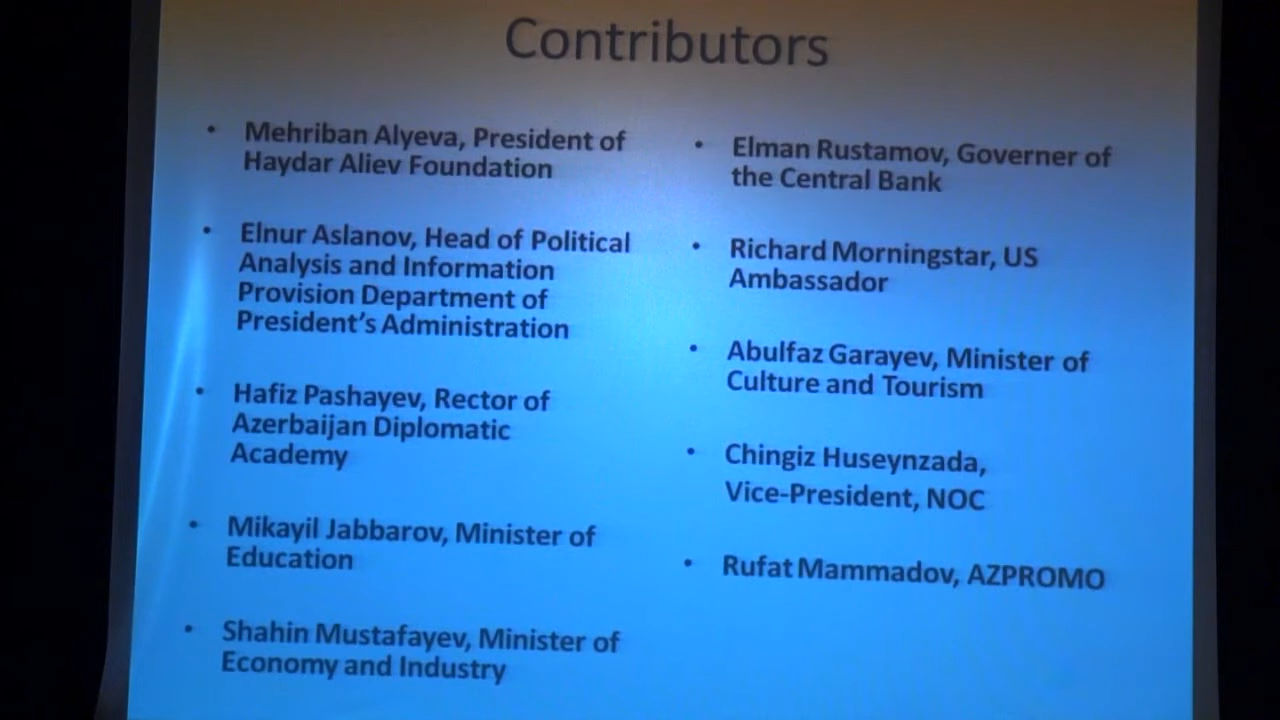 Contributors
• Mehriban Alyeva, President of
Haydar Aliev Foundation
• Elnur Aslanov, Head of Political
Analysis and Information
Provision Department of
President's Administration
• Hafiz Pashayev, Rector of
Azerbaijan Diplomatic
Academy
• Mikayil Jabbarov, Minister of
Education
• Shahin Mustafayev, Minister of
Economy and Industry
• Elman Rustamov, Governer of
the Central Bank
• Richard Morningstar, US
Ambassador
• Abulfaz Garayev, Minister of
Culture and Tourism
• Chingiz Huseynzada,
Vice-President, NOC
• Rufat Mammadov, AZPROMO